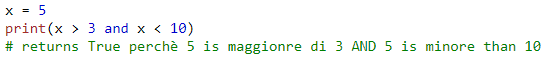 x = 5
print(x > 3 and x < 10)
# returns True perchè 5 is maggionre di 3 AND 5 is minore than 10